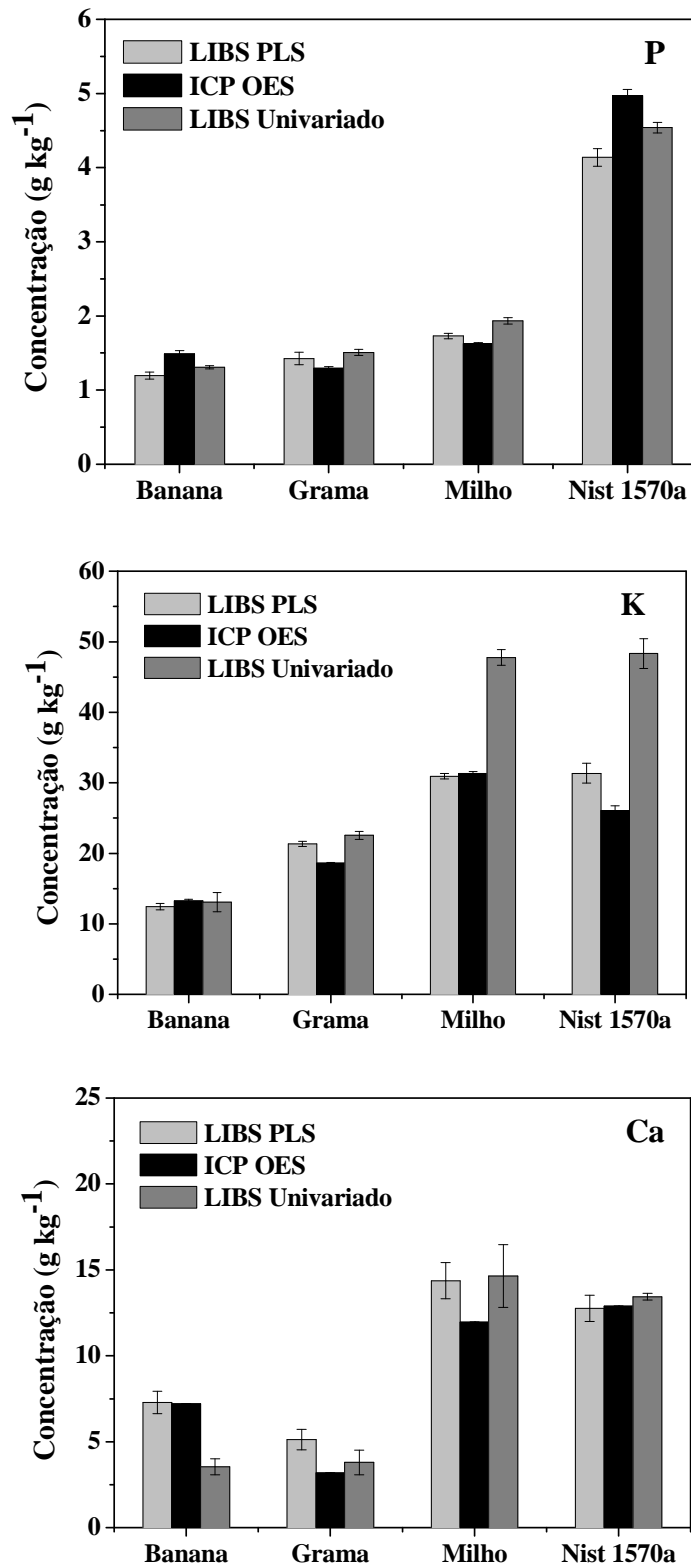 6
5
4
3
2
1
0
Concentração (g kg⁻¹)
LIBS PLS
ICP OES
LIBS Univariado
P
Banana Grama Milho Nist 1570a
60
50
40
30
20
10
0
Concentração (g kg⁻¹)
LIBS PLS
ICP OES
LIBS Univariado
K
Banana Grama Milho Nist 1570a
25
20
15
10
5
0
Concentração (g kg⁻¹)
LIBS PLS
ICP OES
LIBS Univariado
Ca
Banana Grama Milho Nist 1570a